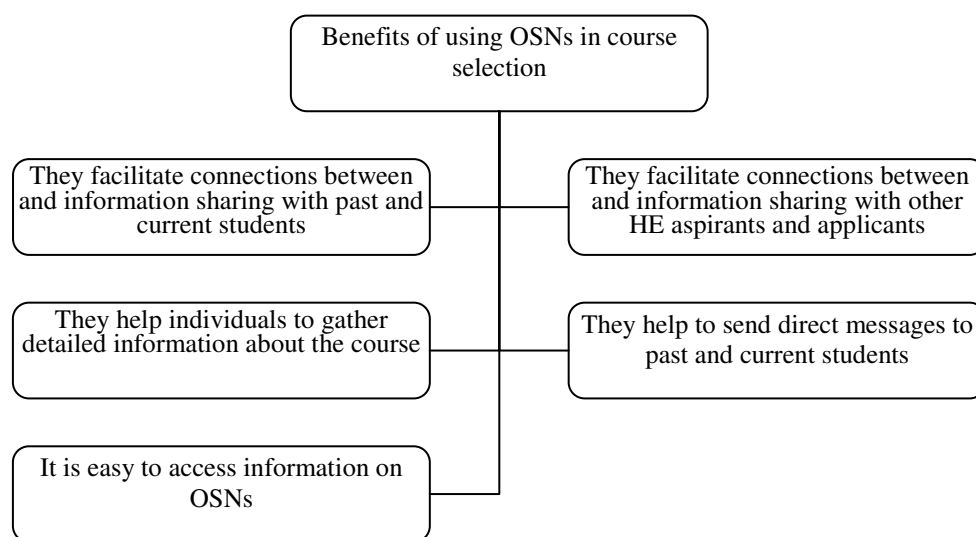 Benefits of using OSNs in course
selection
They facilitate connections between
and information sharing with past and
current students
They facilitate connections between
and information sharing with other
HE aspirants and applicants
They help individuals to gather
detailed information about the course
They help to send direct messages to
past and current students
It is easy to access information on
OSNs